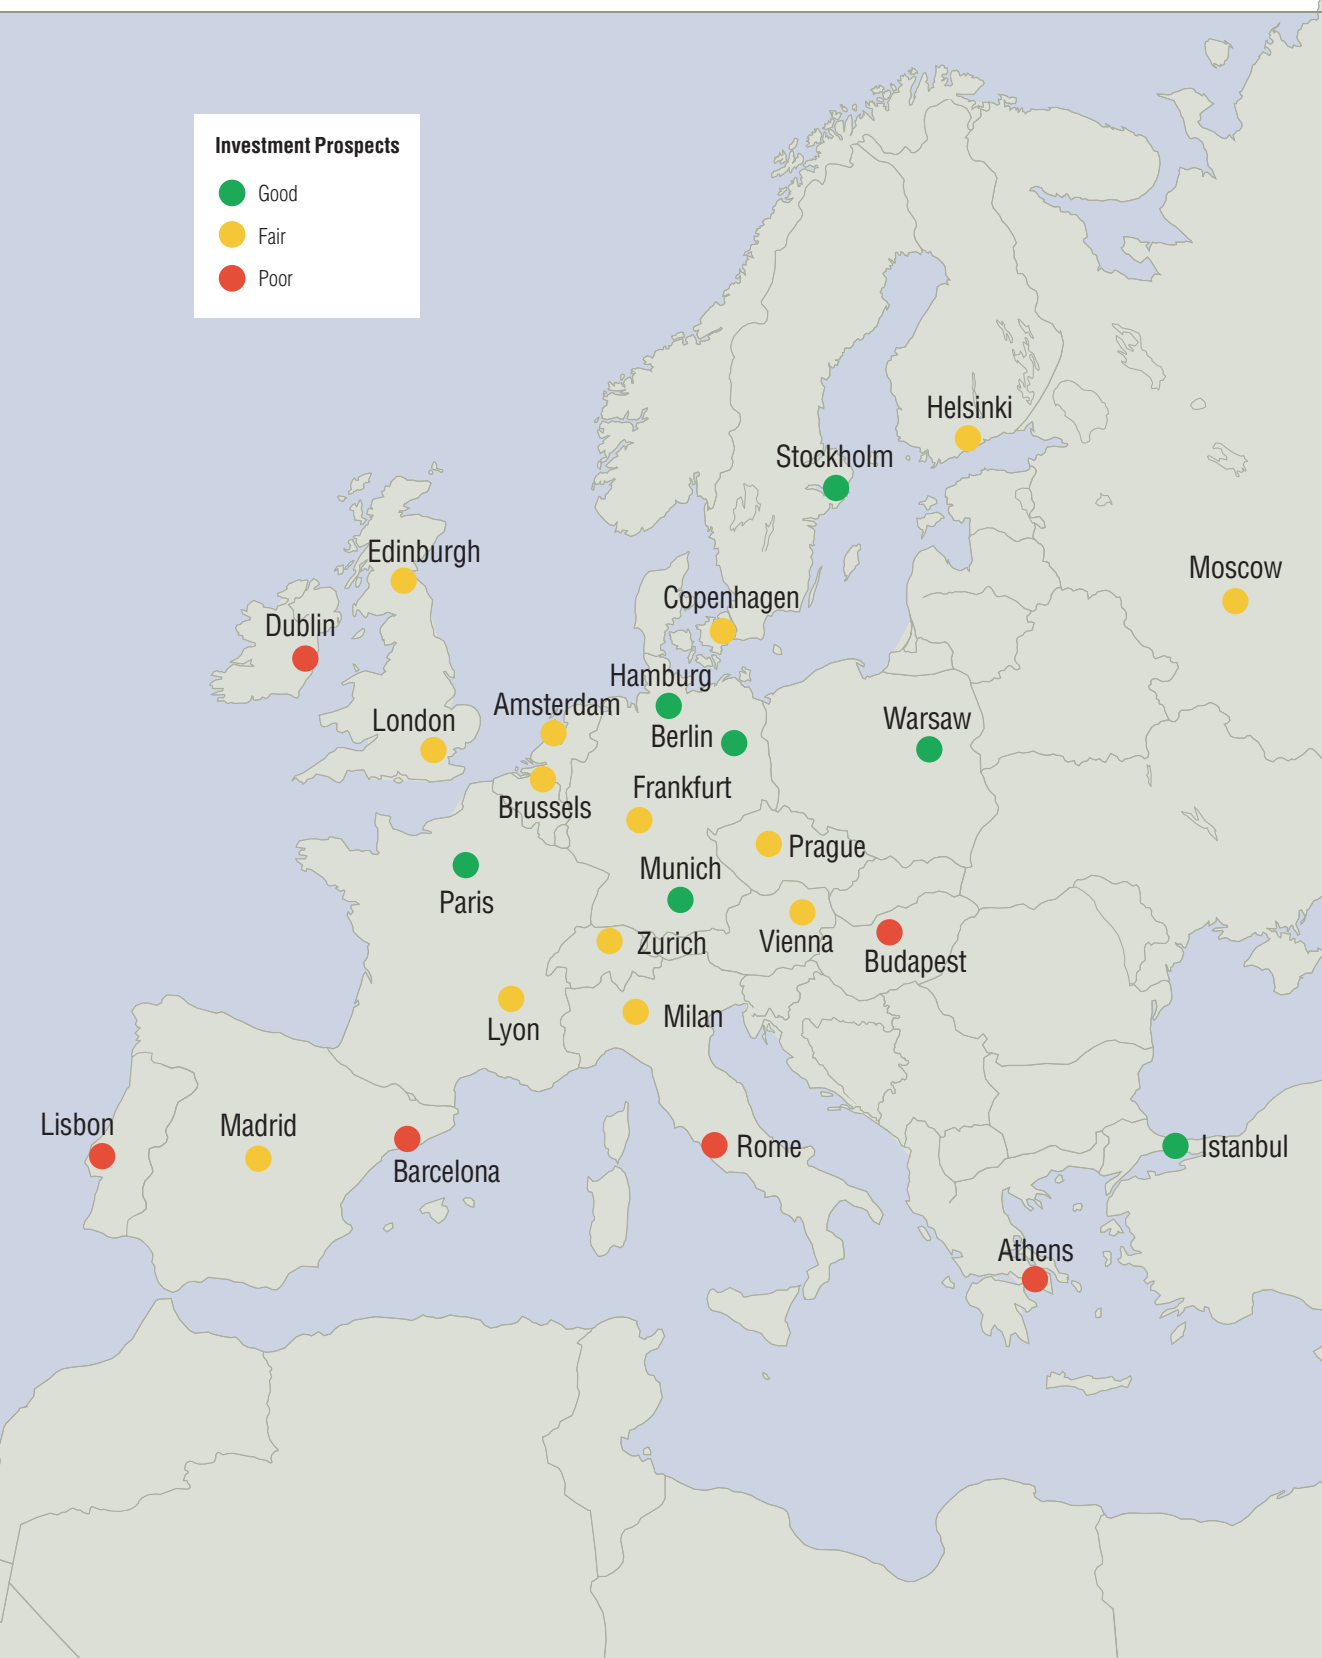 Investment Prospects
Good
Fair
Poor
Helsinki
Stockholm
Edinburgh
Moscow
Copenhagen
Dublin
Hamburg
Amsterdam
London
Warsaw
Berlin
Frankfurt
Brussels
Prague
Munich
Paris
Zurich
Vienna
Budapest
Milan
Lyon
Lisbon
Madrid
Rome
Istanbul
Barcelona
Athens